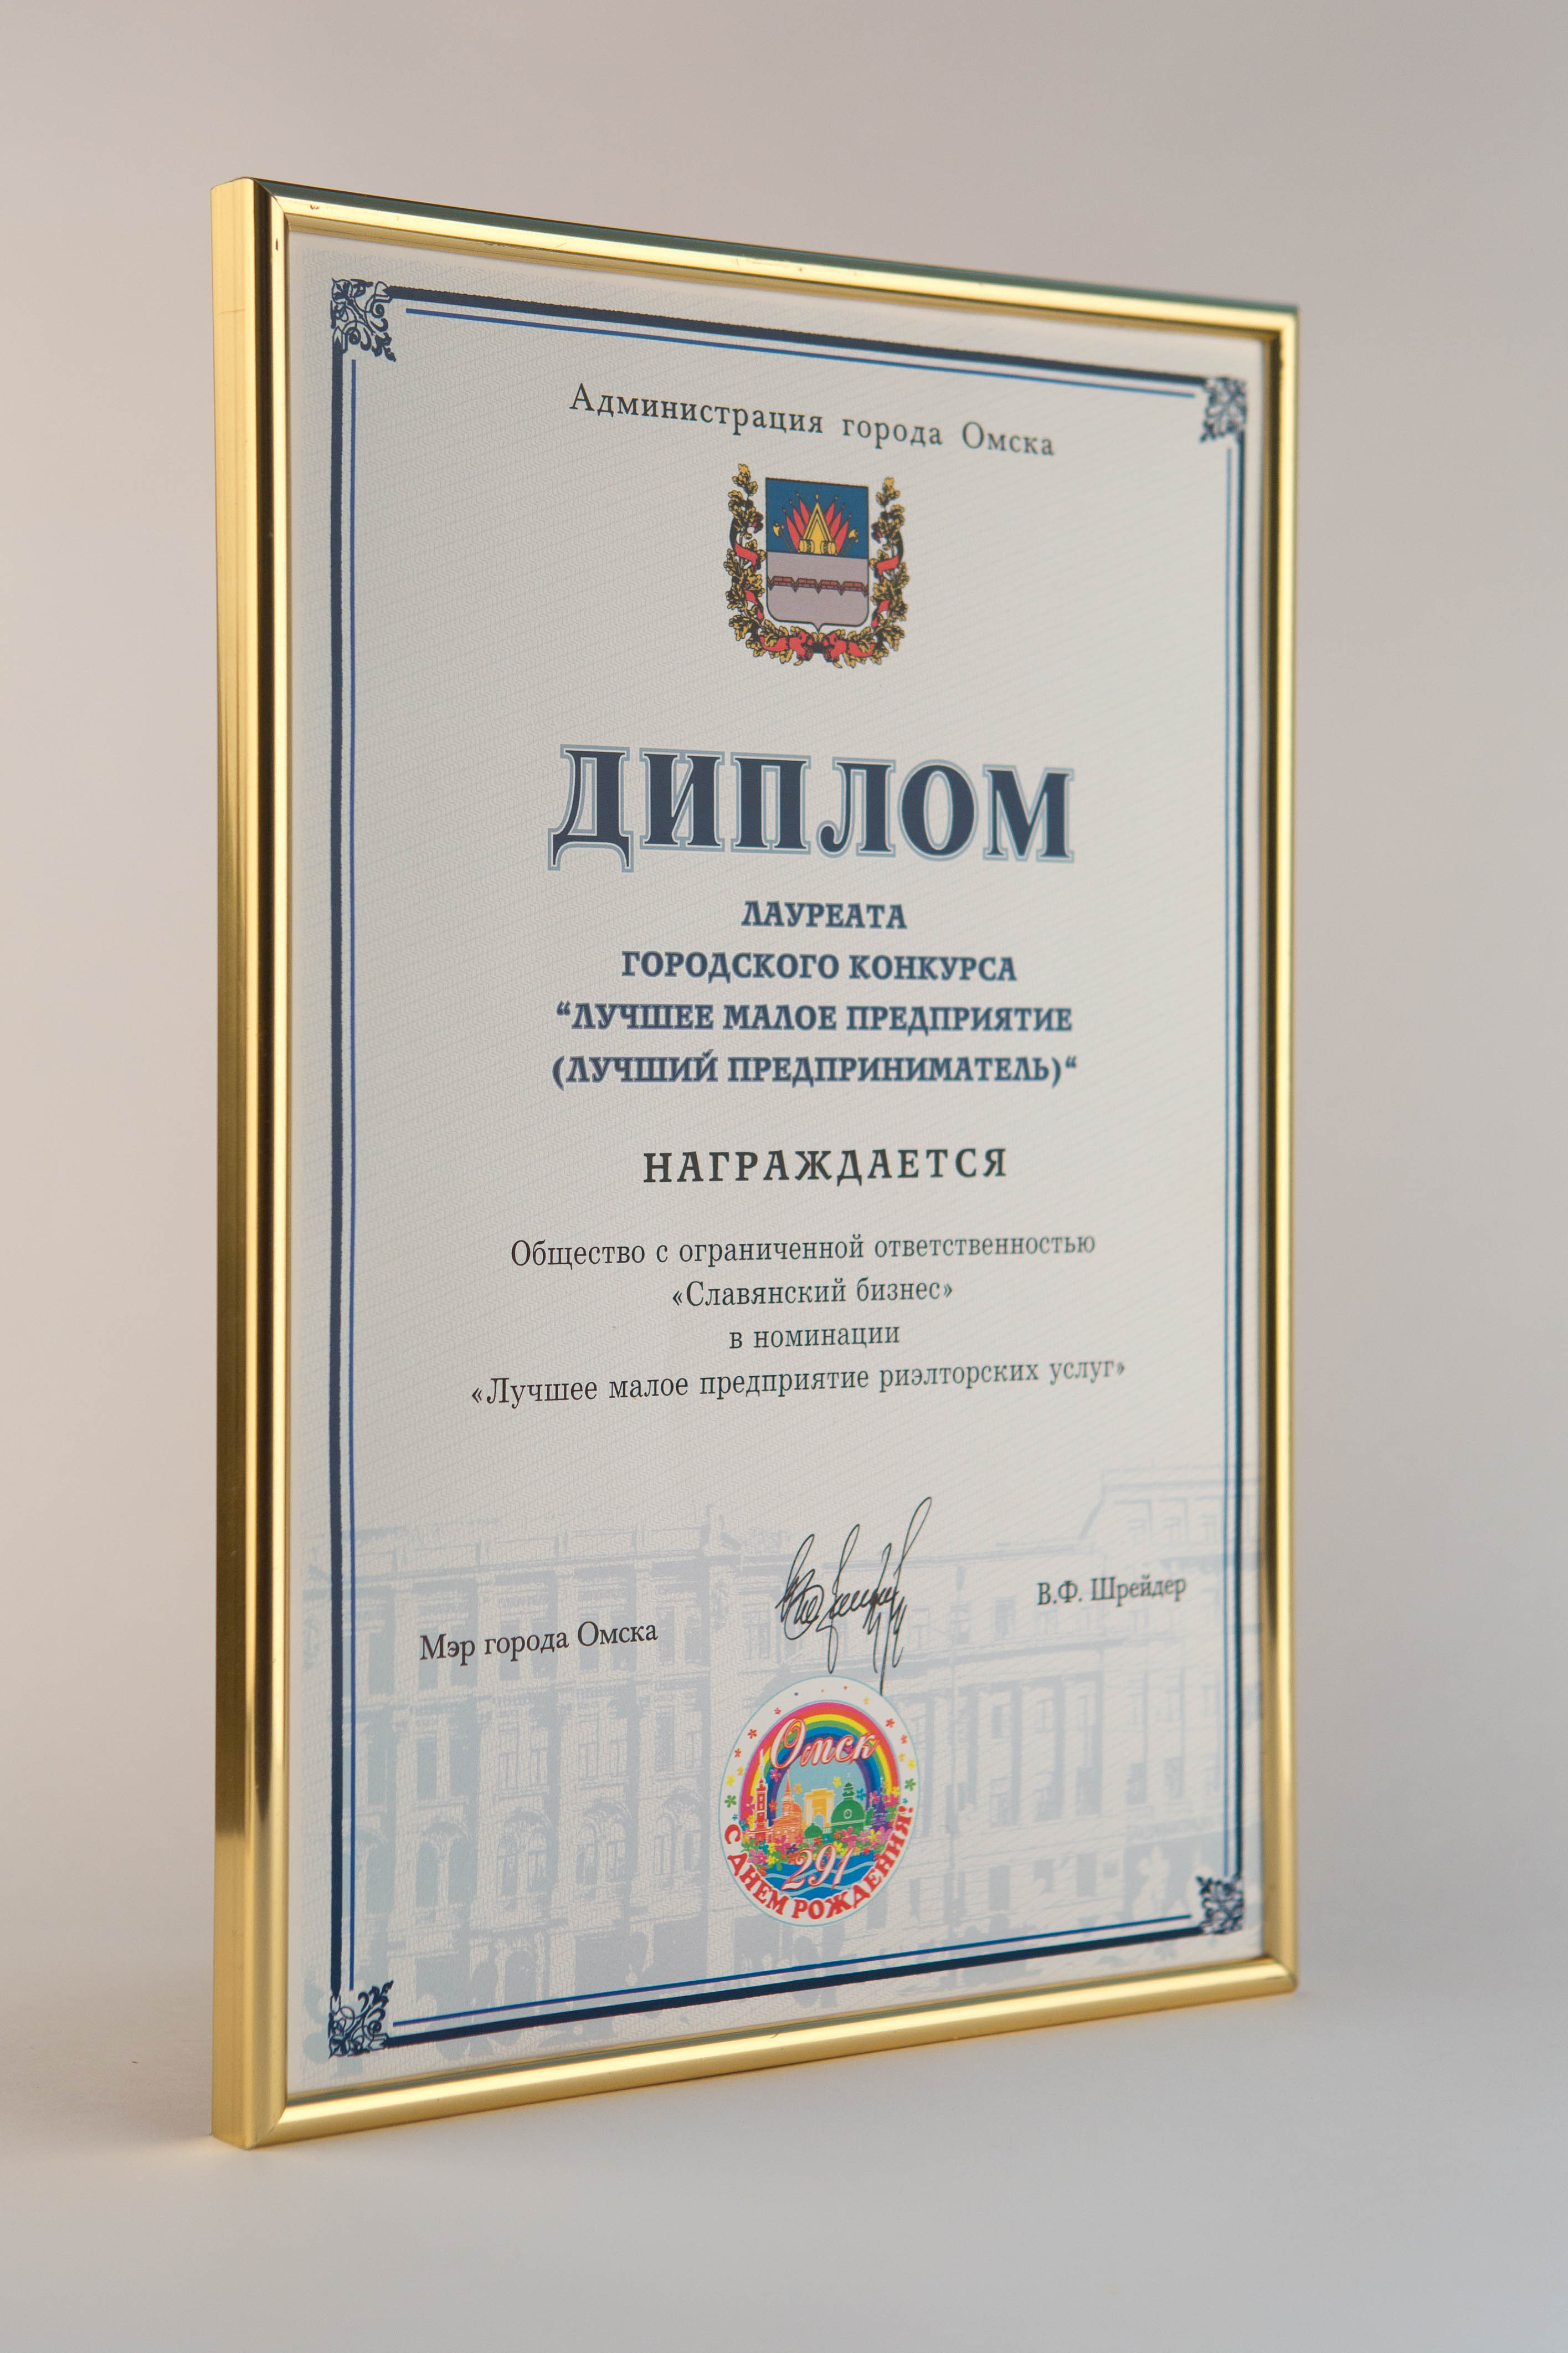 Администрация города Омска
ДИПЛОМ
ЛАУРЕАТА
ГОРОДСКОГО КОНКУРСА
“ЛУЧШЕЕ МАЛОЕ ПРЕДПРИЯТИЕ
(ЛУЧШИЙ ПРЕДПРИНИМАТЕЛЬ)“
НАГРАЖДАЕТСЯ
Общество с ограниченной ответственностью
«Славянский бизнес»
в номинации
«Лучшее малое предприятие риэлторских услуг»
Мэр города Омска
В.Ф. Шрейдер
Омск
291
С ДНЕМ РОЖДЕНИЯ!